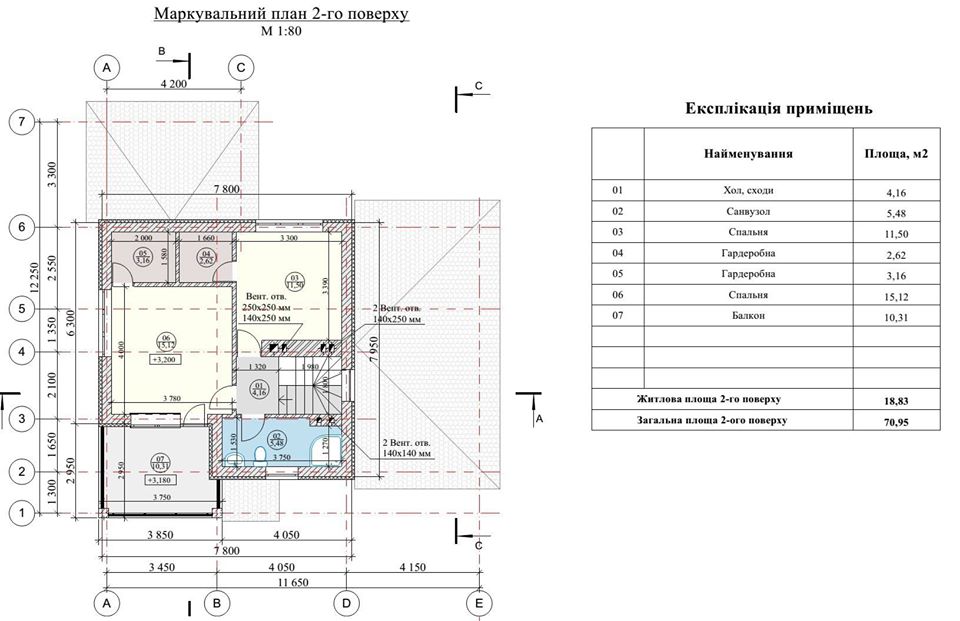 Маркувальний план 2-го поверху
М 1:80
В
А
С
4 200
С
7
6
5
4
3
2
1
3 300
2 550
1 350
2 100
1 650
1 300
12 250
6 300
2 950
7 800
7 950
2 000
1 660
3 300
1 580
05
3,16
04
2,62
03
11,50
3 390
Вент. отв.
250х250 мм
140х250 мм
2 Вент. отв.
140х250 мм
06
15,12
+3,200
4 000
1 320
1 980
01
4,16
3 780
02
5,48
1 530
1 270
3 750
2 Вент. отв.
140х140 мм
07
10,31
+3,180
2 950
3 750
А
С
3 850
4 050
7 800
3 450
4 050
4 150
11 650
А
В
D
Е
Експлікація приміщень
Найменування Площа, м2
01 Хол, сходи 4,16
02 Санвузол 5,48
03 Спальня 11,50
04 Гардеробна 2,62
05 Гардеробна 3,16
06 Спальня 15,12
07 Балкон 10,31
Житлова площа 2-го поверху 18,83
Загальна площа 2-ого поверху 70,95